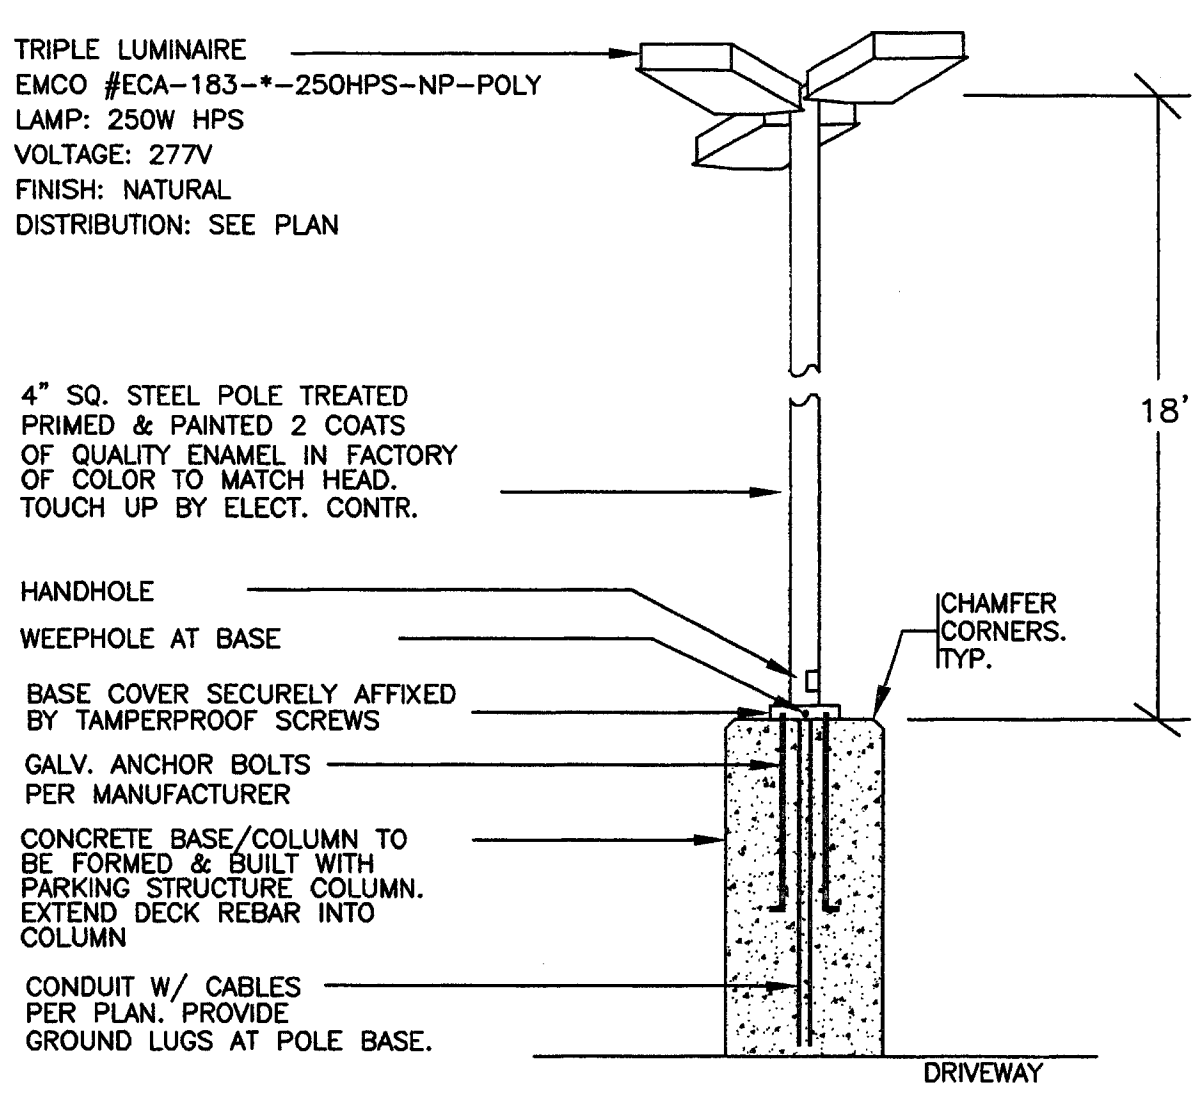 TRIPLE LUMINAIRE
EMCO #ECA-183-*-250HPS-NP-POLY
LAMP: 250W HPS
VOLTAGE: 277V
FINISH: NATURAL
DISTRIBUTION: SEE PLAN
4" SQ. STEEL POLE TREATED
PRIMED & PAINTED 2 COATS
OF QUALITY ENAMEL IN FACTORY
OF COLOR TO MATCH HEAD.
TOUCH UP BY ELECT. CONTR.
18'
HANDHOLE
WEEPHOLE AT BASE
CHAMFER
CORNERS.
TYP.
BASE COVER SECURELY AFFIXED
BY TAMPERPROOF SCREWS
GALV. ANCHOR BOLTS
PER MANUFACTURER
CONCRETE BASE/COLUMN TO
BE FORMED & BUILT WITH
PARKING STRUCTURE COLUMN.
EXTEND DECK REBAR INTO
COLUMN
CONDUIT W/ CABLES
PER PLAN. PROVIDE
GROUND LUGS AT POLE BASE.
DRIVEWAY